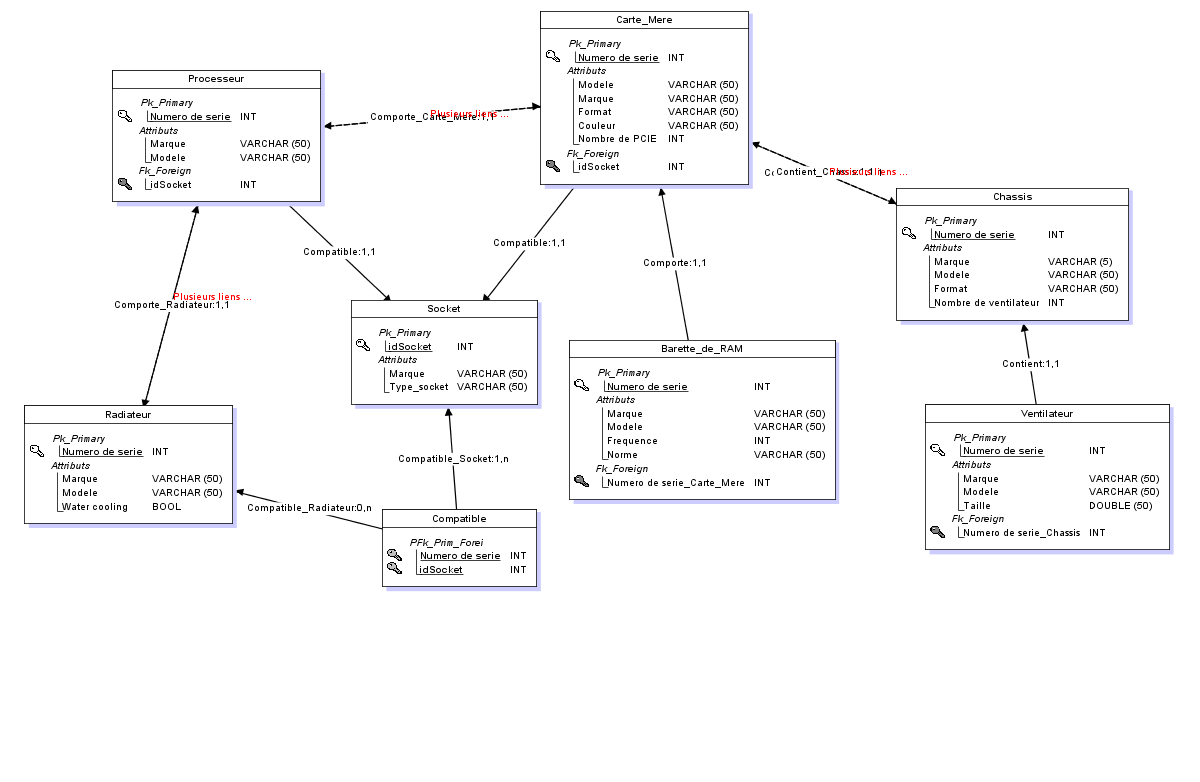 Carte_Mere
Pk_Primary
Numero de serie INT
Attributs
Modele VARCHAR (50)
Marque VARCHAR (50)
Format VARCHAR (50)
Couleur VARCHAR (50)
Nombre de PCIE INT
Fk_Foreign
idSocket INT
Processeur
Pk_Primary
Numero de serie INT
Attributs
Marque VARCHAR (50)
Modele VARCHAR (50)
Fk_Foreign
idSocket INT
Comporte_Carte_Mere:1,1
Plusieurs liens ...
Contient_Chassis:1,1
Plusieurs liens ...
Chassis
Pk_Primary
Numero de serie INT
Attributs
Marque VARCHAR (5)
Modele VARCHAR (50)
Format VARCHAR (50)
Nombre de ventilateur INT
Compatible:1,1
Compatible:1,1
Comporte:1,1
Plusieurs liens ...
Comporte_Radiateur:1,1
Socket
Pk_Primary
idSocket INT
Attributs
Marque VARCHAR (50)
Type_socket VARCHAR (50)
Barette_de_RAM
Pk_Primary
Numero de serie INT
Attributs
Marque VARCHAR (50)
Modele VARCHAR (50)
Frequence INT
Norme VARCHAR (50)
Fk_Foreign
Numero de serie_Carte_Mere INT
Contient:1,1
Radiateur
Pk_Primary
Numero de serie INT
Attributs
Marque VARCHAR (50)
Modele VARCHAR (50)
Water cooling BOOL
Ventilateur
Pk_Primary
Numero de serie INT
Attributs
Marque VARCHAR (50)
Modele VARCHAR (50)
Taille DOUBLE (50)
Fk_Foreign
Numero de serie_Chassis INT
Compatible_Socket:1,n
Compatible_Radiateur:0,n
Compatible
PFk_Prim_Forei
Numero de serie INT
idSocket INT